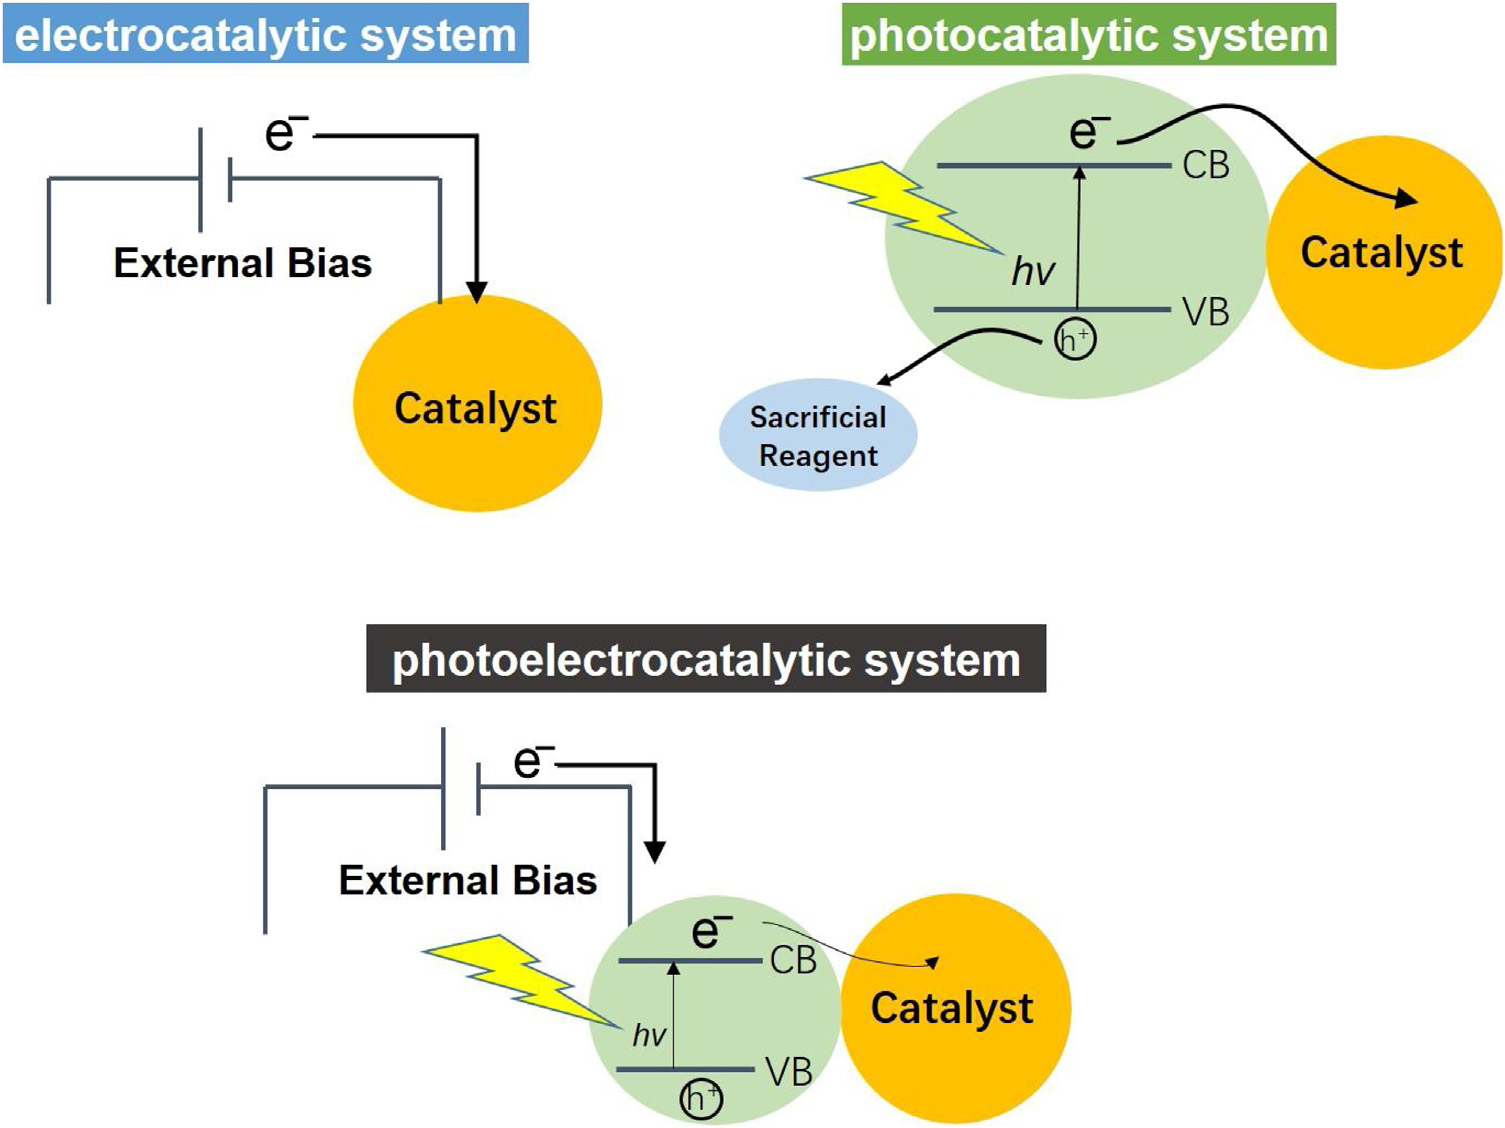 electrocatalytic system
e⁻
External Bias
Catalyst
photocatalytic system
e⁻
CB
hv
VB
h⁺
Catalyst
Sacrificial
Reagent
photoelectrocatalytic system
e⁻
External Bias
e⁻
CB
hv
VB
h⁺
Catalyst